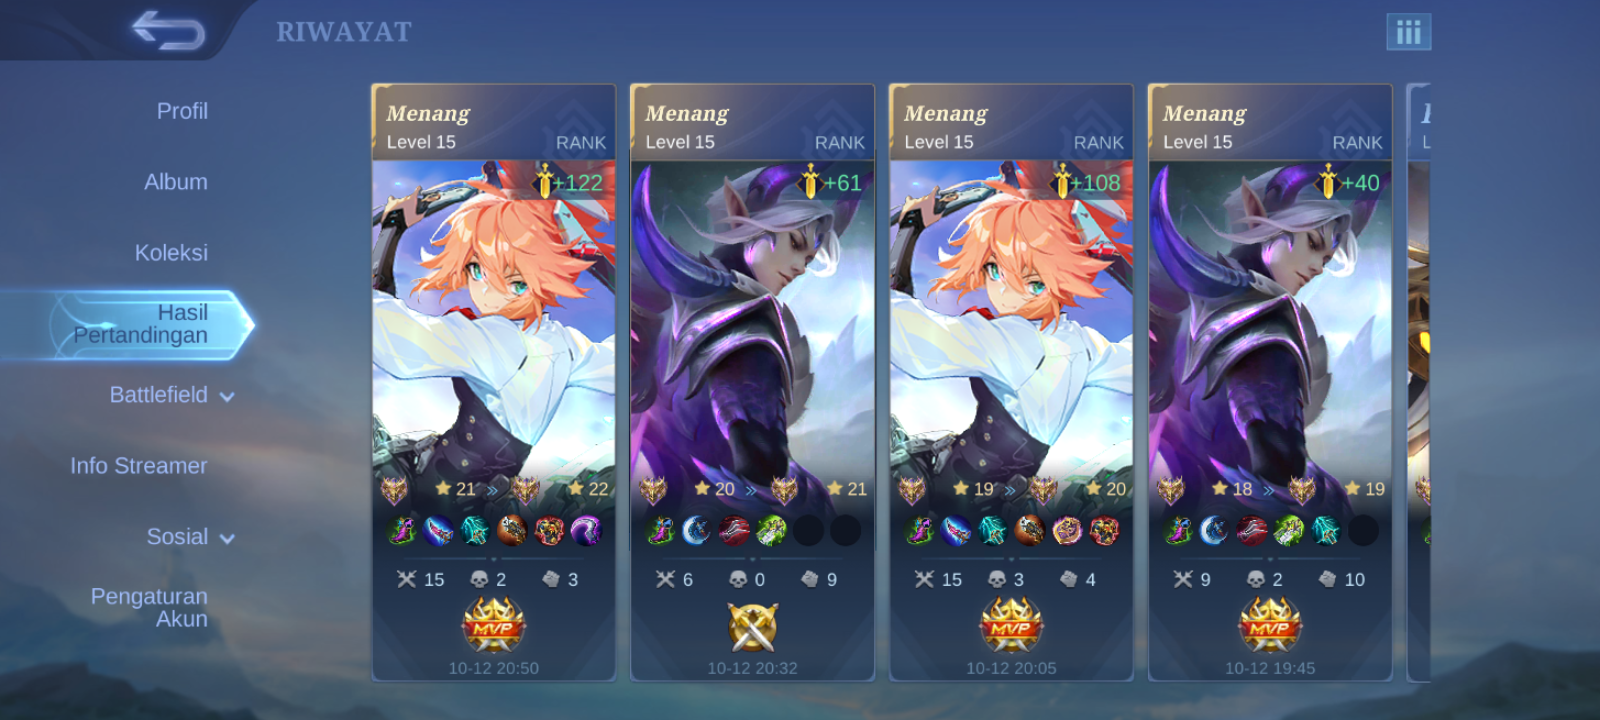 RIWAYAT
Profil
Album
Koleksi
Hasil
Pertandingan
Battlefield
Info Streamer
Sosial
Pengaturan
Akun
Menang
Level 15 RANK
+122
21 » 22
15 2 3
MVP
10-12 20:50
Menang
Level 15 RANK
+61
20 » 21
6 0 9
10-12 20:32
Menang
Level 15 RANK
+108
19 » 20
15 3 4
MVP
10-12 20:05
Menang
Level 15 RANK
+40
18 » 19
9 2 10
MVP
10-12 19:45